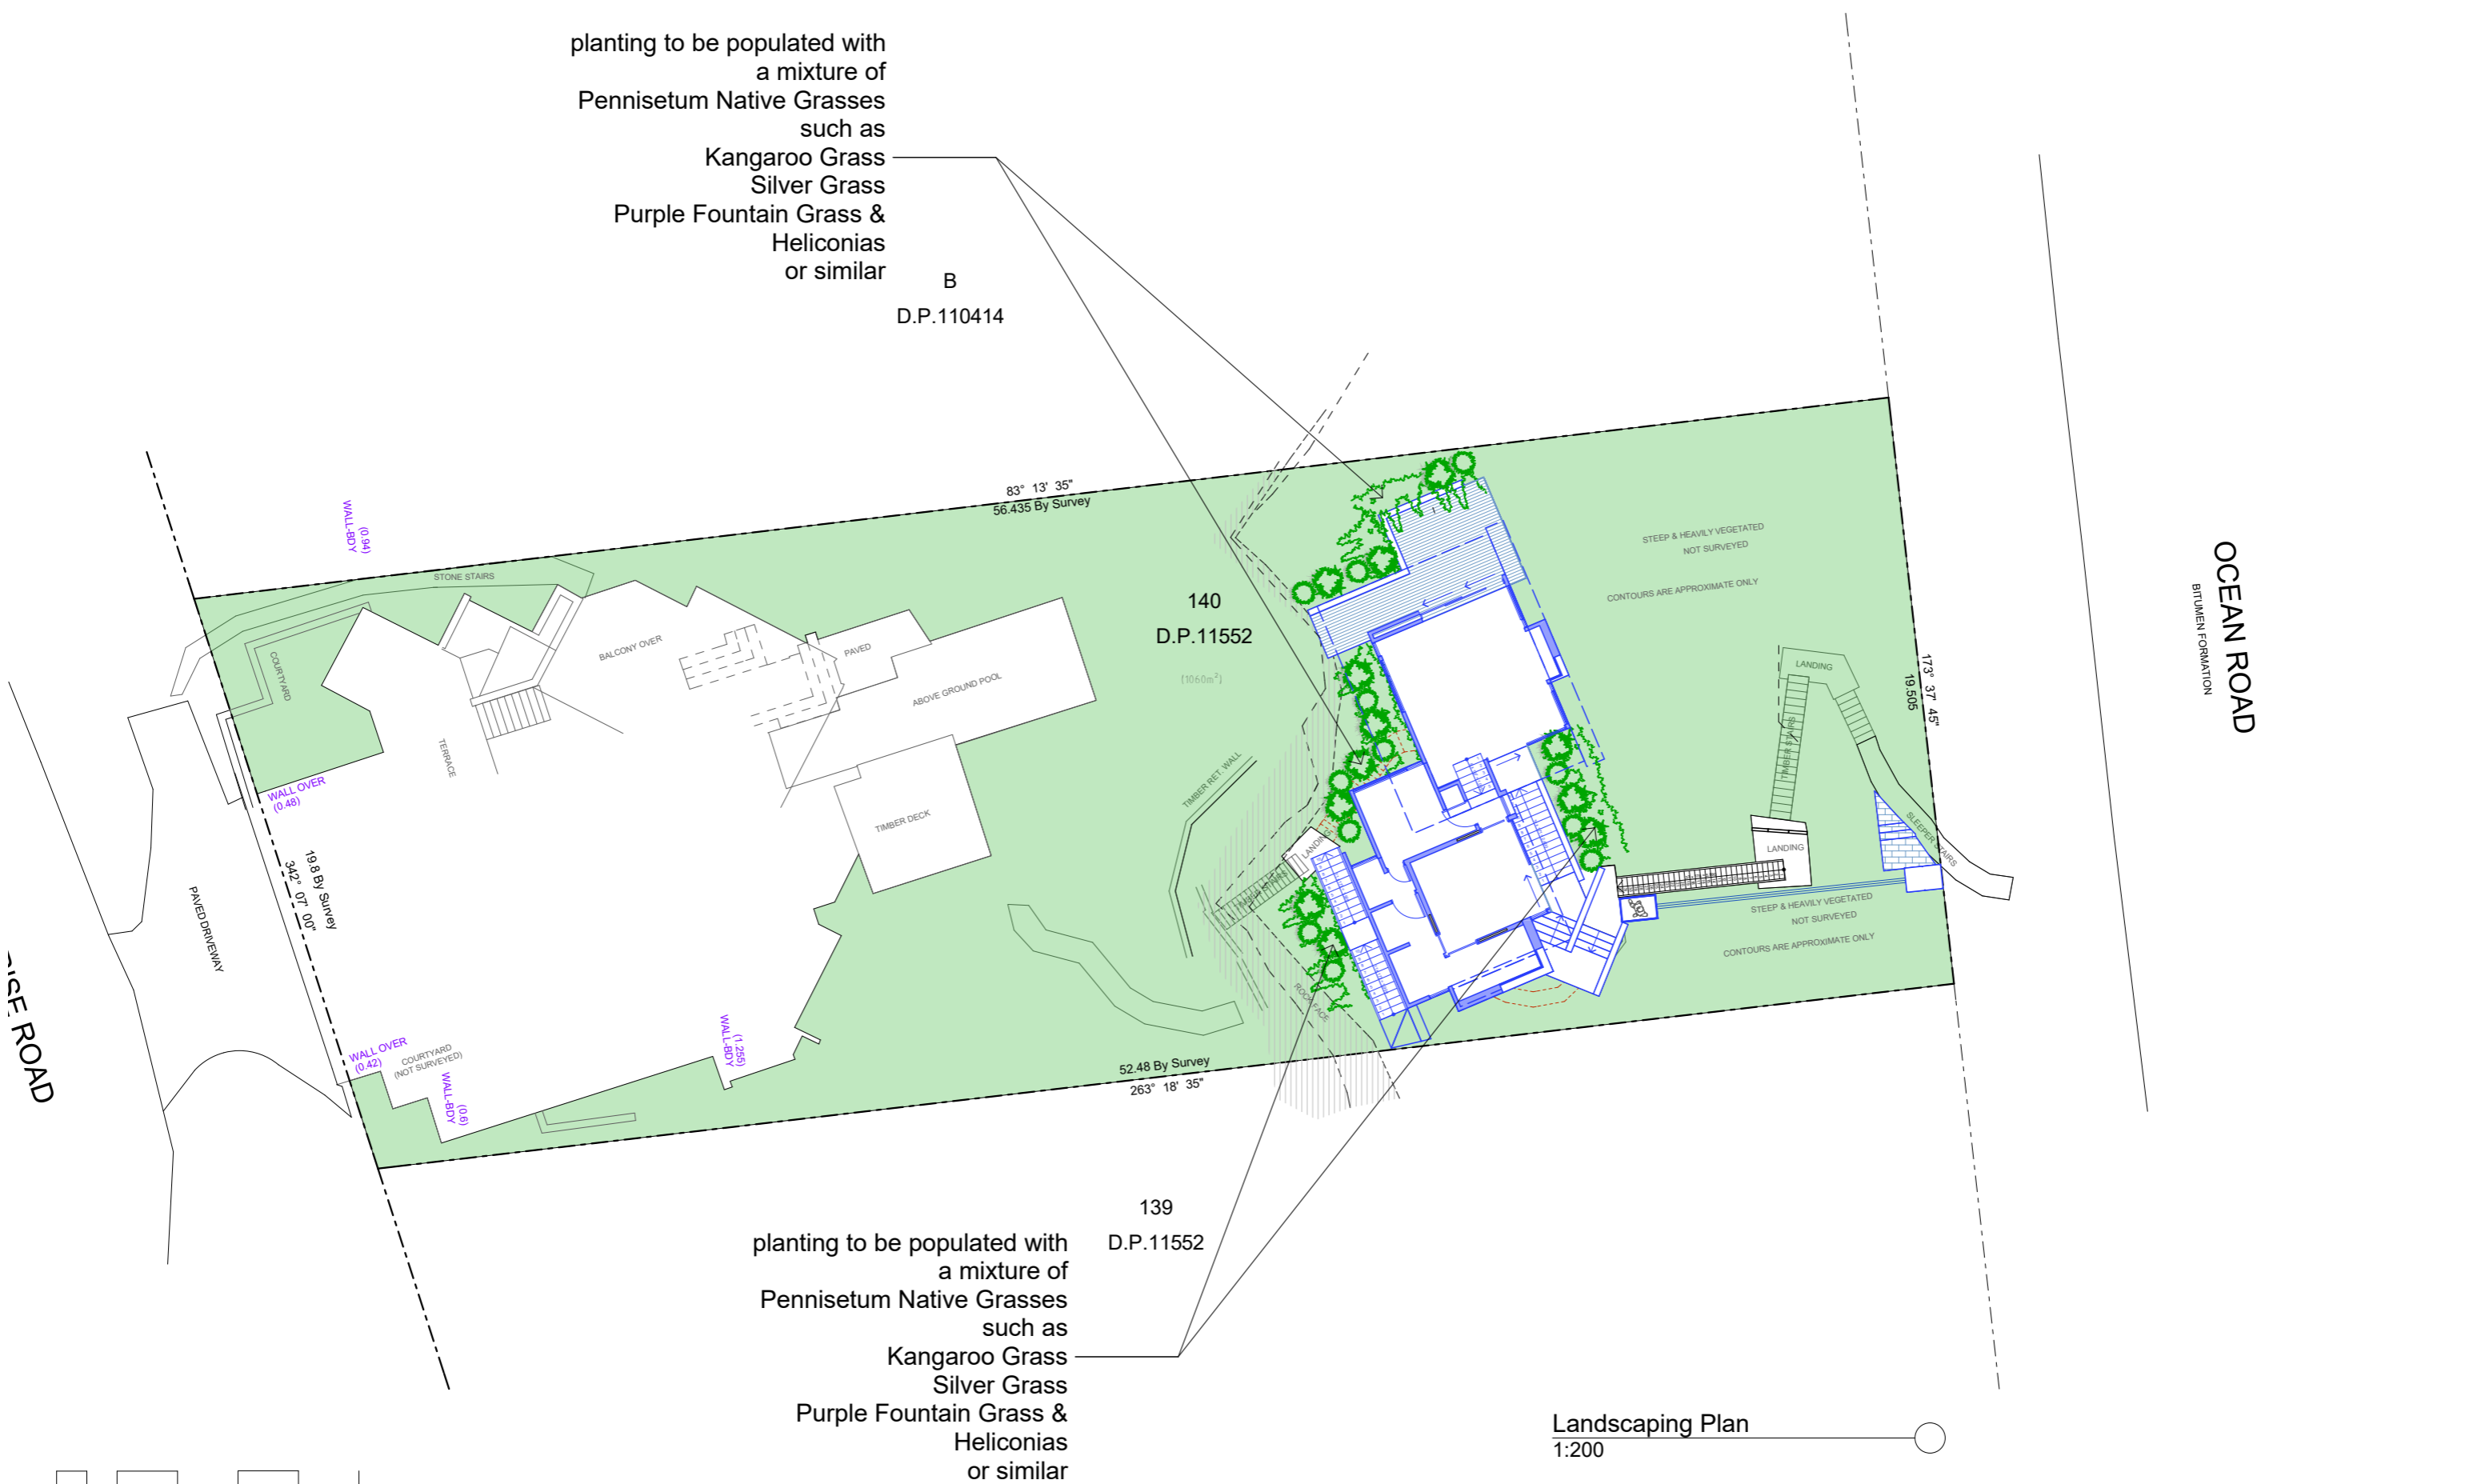 planting to be populated with
a mixture of
Pennisetum Native Grasses
such as
Kangaroo Grass
Silver Grass
Purple Fountain Grass &
Heliconias
or similar
B
D.P.110414
83° 13' 35"
56.435 By Survey
WALL-BDY
(0.94)
STONE STAIRS
COURTYARD
BALCONY OVER
PAVED
ABOVE GROUND POOL
TERRACE
TIMBER DECK
WALL OVER
(0.48)
140
D.P.11552
(1060m²)
TIMBER RET. WALL
STEEP & HEAVILY VEGETATED
NOT SURVEYED
CONTOURS ARE APPROXIMATE ONLY
LANDING
TIMBER STAIRS
173° 37' 45"
19.505
OCEAN ROAD
BITUMEN FORMATION
SLEEPER STAIRS
LANDING
LANDING
TIMBER STAIRS
STEEP & HEAVILY VEGETATED
NOT SURVEYED
CONTOURS ARE APPROXIMATE ONLY
ROCK FACE
PAVED DRIVEWAY
19.8 By Survey
342° 07' 00"
ROAD
WALL OVER
(0.42)
COURTYARD
(NOT SURVEYED)
WALL-BDY
(0.6)
WALL-BDY
(1.255)
52.48 By Survey
263° 18' 35"
139
D.P.11552
planting to be populated with
a mixture of
Pennisetum Native Grasses
such as
Kangaroo Grass
Silver Grass
Purple Fountain Grass &
Heliconias
or similar
Landscaping Plan
1:200